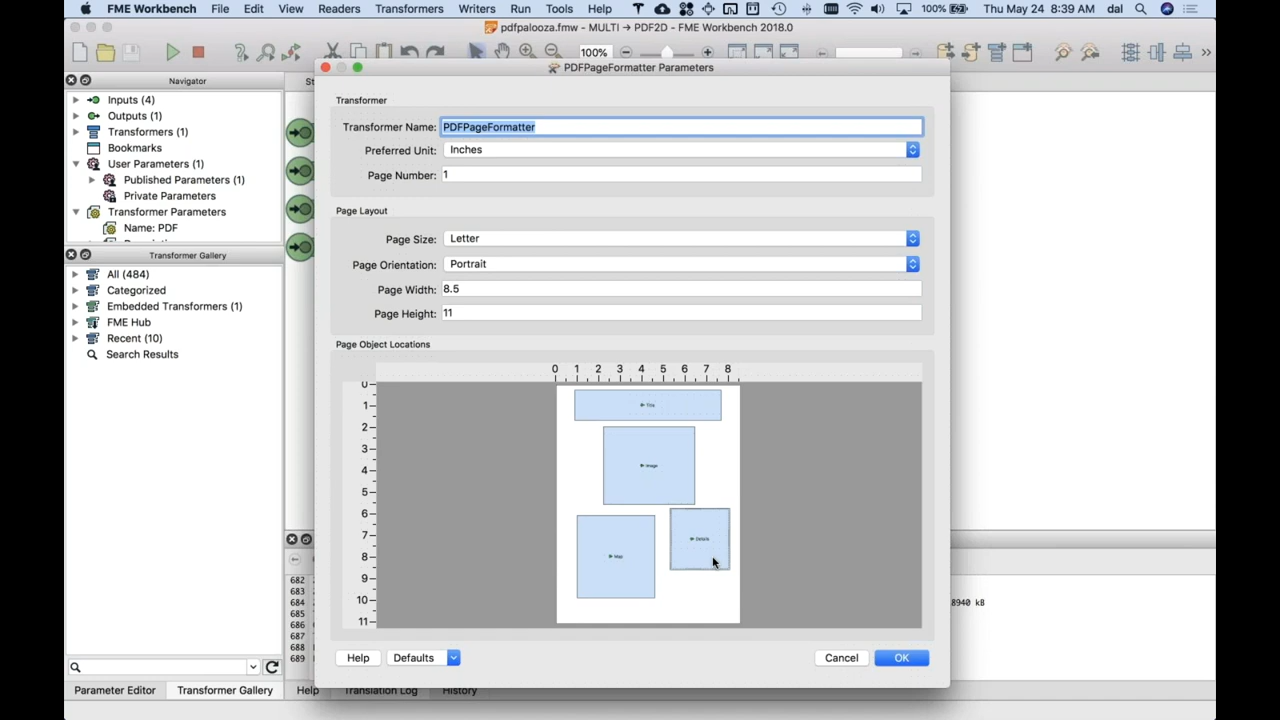 FME Workbench File Edit View Readers Transformers Writers Run Tools Help 100% Thu May 24 8:39 AM dal
pdfpalooza.fmw - MULTI → PDF2D - FME Workbench 2018.0
100%
PDFPageFormatter Parameters
Navigator
Inputs (4)
Outputs (1)
Transformers (1)
Bookmarks
User Parameters (1)
Published Parameters (1)
Private Parameters
Transformer Parameters
Name: PDF
Transformer Gallery
All (484)
Categorized
Embedded Transformers (1)
FME Hub
Recent (10)
Search Results
Parameter Editor Transformer Gallery
St
Transformer
Transformer Name: PDFPageFormatter
Preferred Unit: Inches
Page Number: 1
Page Layout
Page Size: Letter
Page Orientation: Portrait
Page Width: 8.5
Page Height: 11
Page Object Locations
0 1 2 3 4 5 6 7 8
0
1
2
3
4
5
6
7
8
9
10
11
Title
Image
Map
Details
Help Defaults Cancel OK
682
683
684
685
686
687
688
689
8940 kB
Help Translation Log History